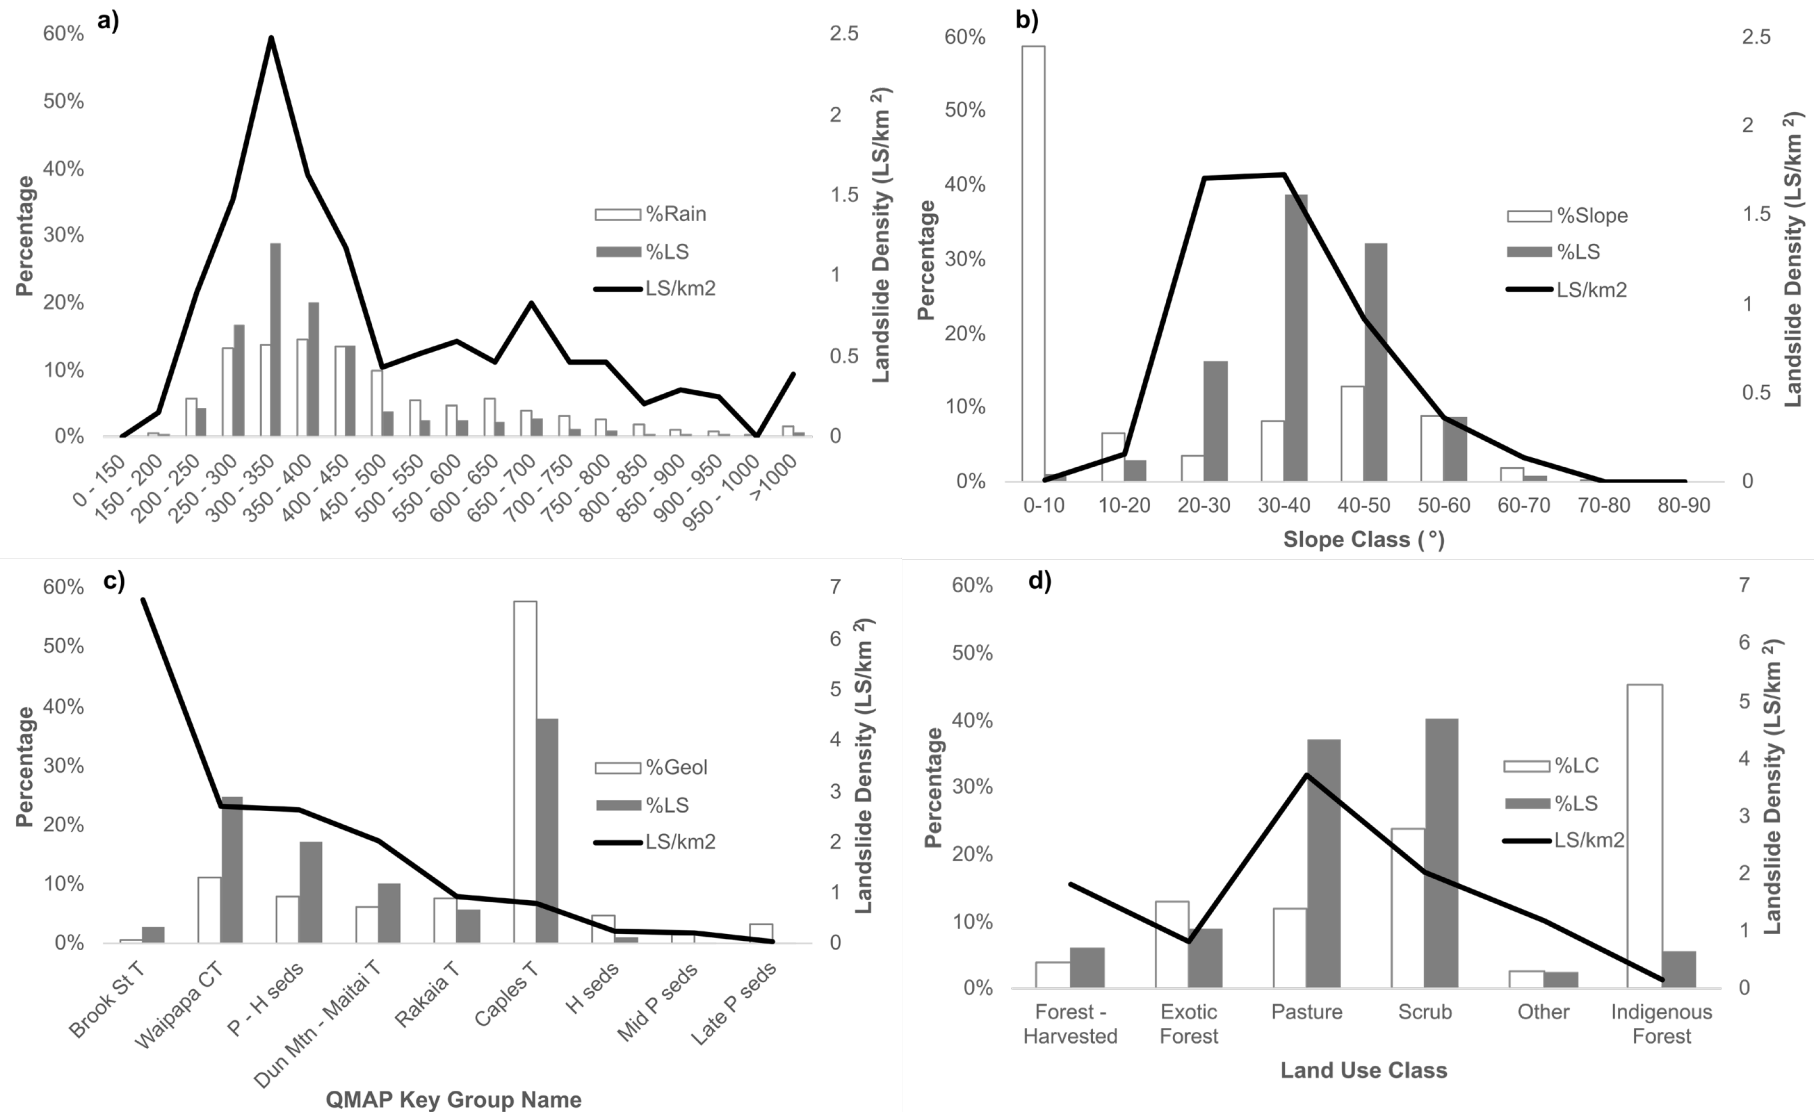 a)
60%
50%
40%
30%
20%
10%
0%
Percentage
2.5
2
1.5
1
0.5
0
Landslide Density (LS/km 2)
%Rain
%LS
LS/km2
0 - 150
150 - 200
200 - 250
250 - 300
300 - 350
350 - 400
400 - 450
450 - 500
500 - 550
550 - 600
600 - 650
650 - 700
700 - 750
750 - 800
800 - 850
850 - 900
900 - 950
950 - 1000
>1000
b)
60%
50%
40%
30%
20%
10%
0%
Percentage
2.5
2
1.5
1
0.5
0
Landslide Density (LS/km 2)
%Slope
%LS
LS/km2
0-10
10-20
20-30
30-40
40-50
50-60
60-70
70-80
80-90
Slope Class (°)
c)
60%
50%
40%
30%
20%
10%
0%
Percentage
7
6
5
4
3
2
1
0
Landslide Density (LS/km 2)
%Geol
%LS
LS/km2
Brook St T
Waipapa CT
P - H seds
Dun Mtn - Maitai T
Rakaia T
Caples T
H seds
Mid P seds
Late P seds
QMAP Key Group Name
d)
60%
50%
40%
30%
20%
10%
0%
Percentage
7
6
5
4
3
2
1
0
Landslide Density (LS/km 2)
%LC
%LS
LS/km2
Forest -
Harvested
Exotic
Forest
Pasture
Scrub
Other
Indigenous
Forest
Land Use Class